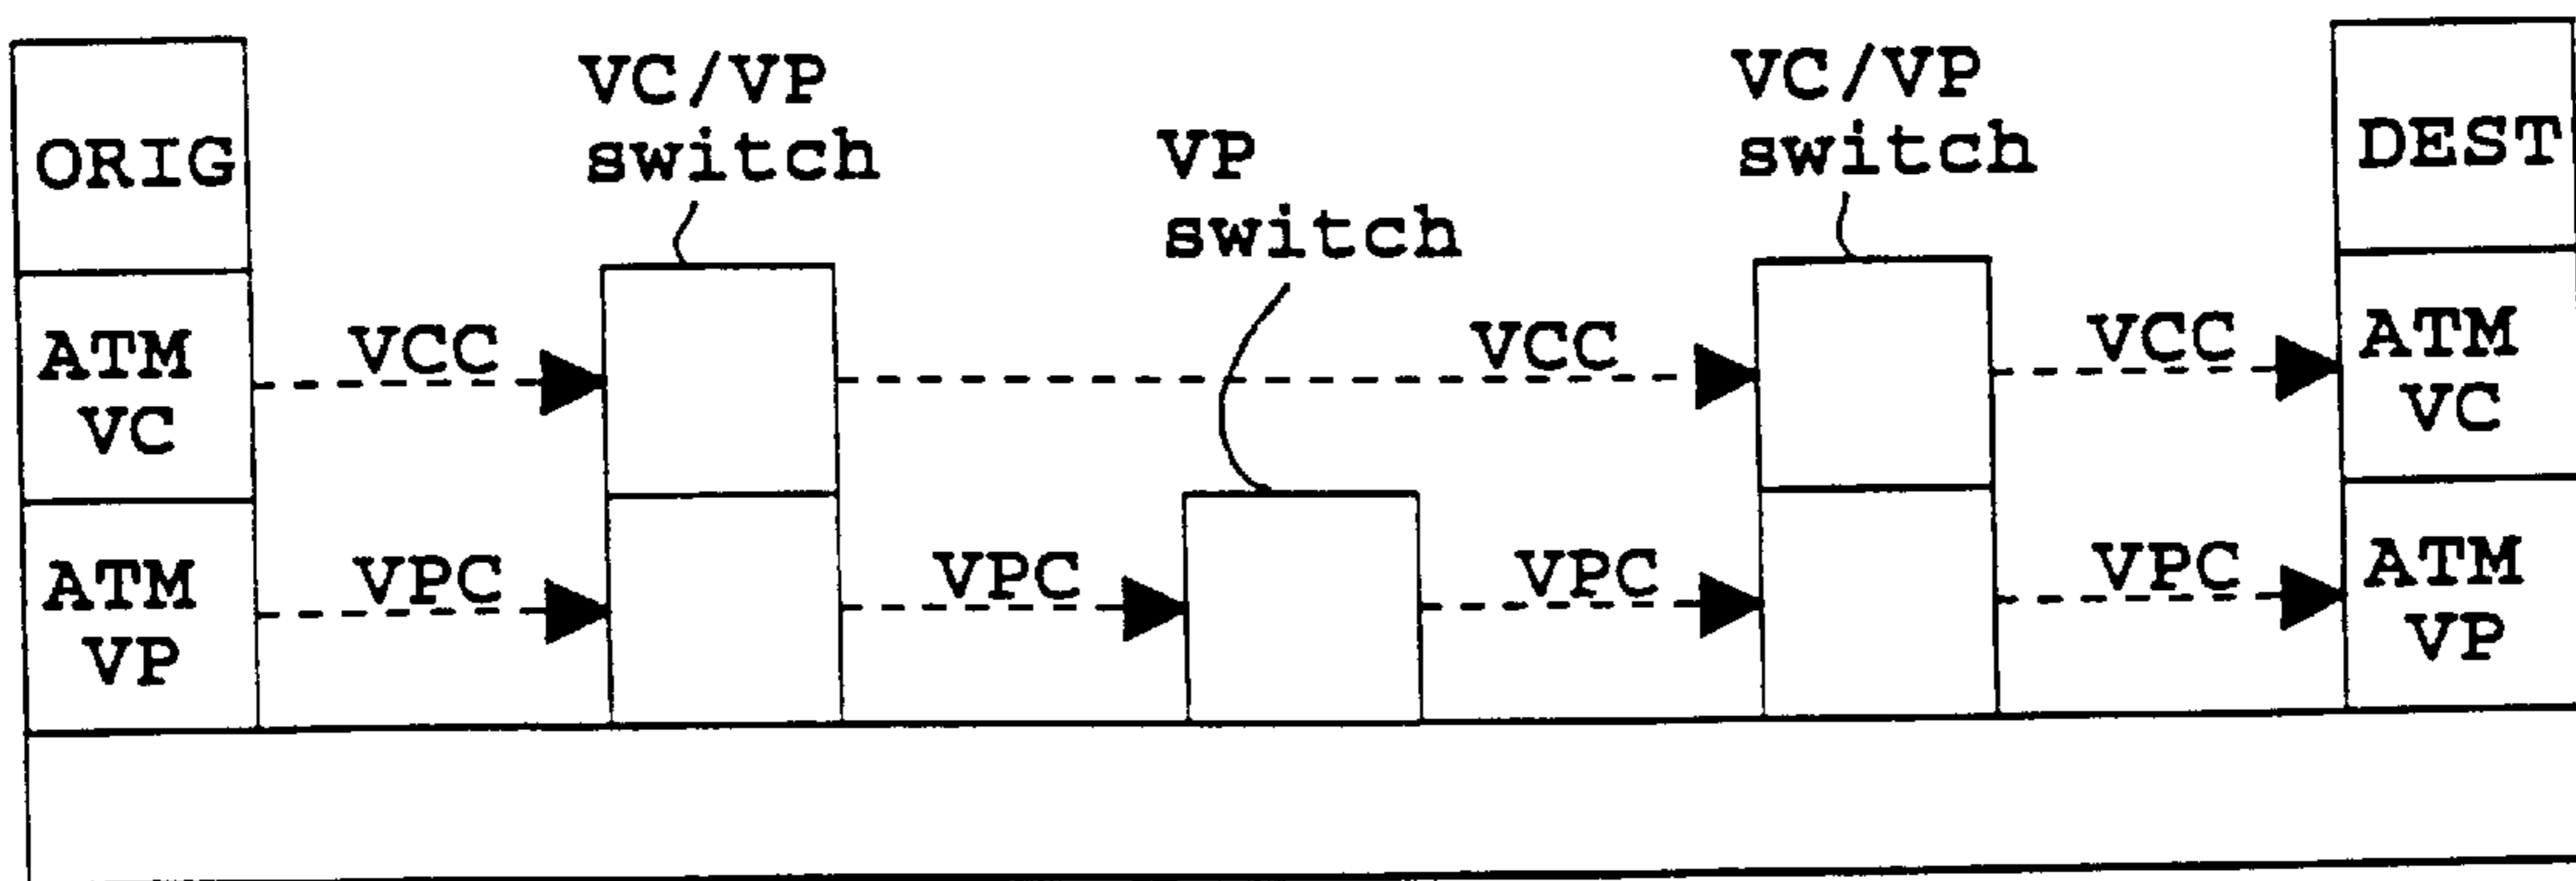 ORIG
VC/VP
switch
VP
switch
VC/VP
switch
DEST
ATM
VC
VCC
VCC
VCC
ATM
VC
ATM
VP
VPC
VPC
VPC
VPC
ATM
VP